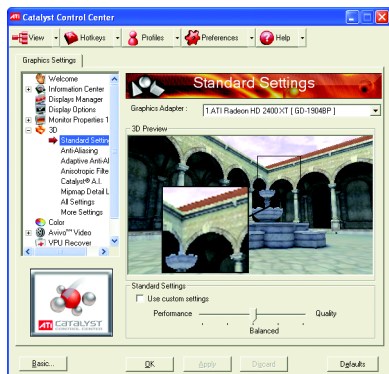 Catalyst Control Center
View Hotkeys Profiles Preferences Help
Graphics Settings
Welcome
Information Center
Displays Manager
Display Options
Monitor Properties 1
3D
Standard Settin
Anti-Aliasing
Adaptive Anti-Al
Anisotropic Filte
Catalyst® A.I.
Mipmap Detail L
All Settings
More Settings
Color
Avivo™ Video
VPU Recover
ATI CATALYST
CONTROL CENTER
Standard Settings
Graphics Adapter :
1.ATI Radeon HD 2400 XT [ GD-1904BP ]
3D Preview
Standard Settings
Use custom settings
Performance Quality
Balanced
Basic... OK Apply Discard Defaults